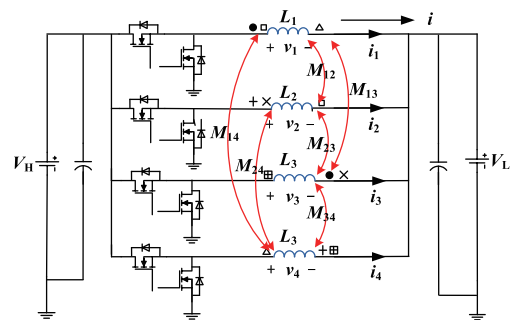 L1 i
+ v1 − i1
M12
M13
L2
M14 + v2 − i2
M23
VH M24 L3 VL
+ v3 − i3
M34
L3
+ v4 − i4